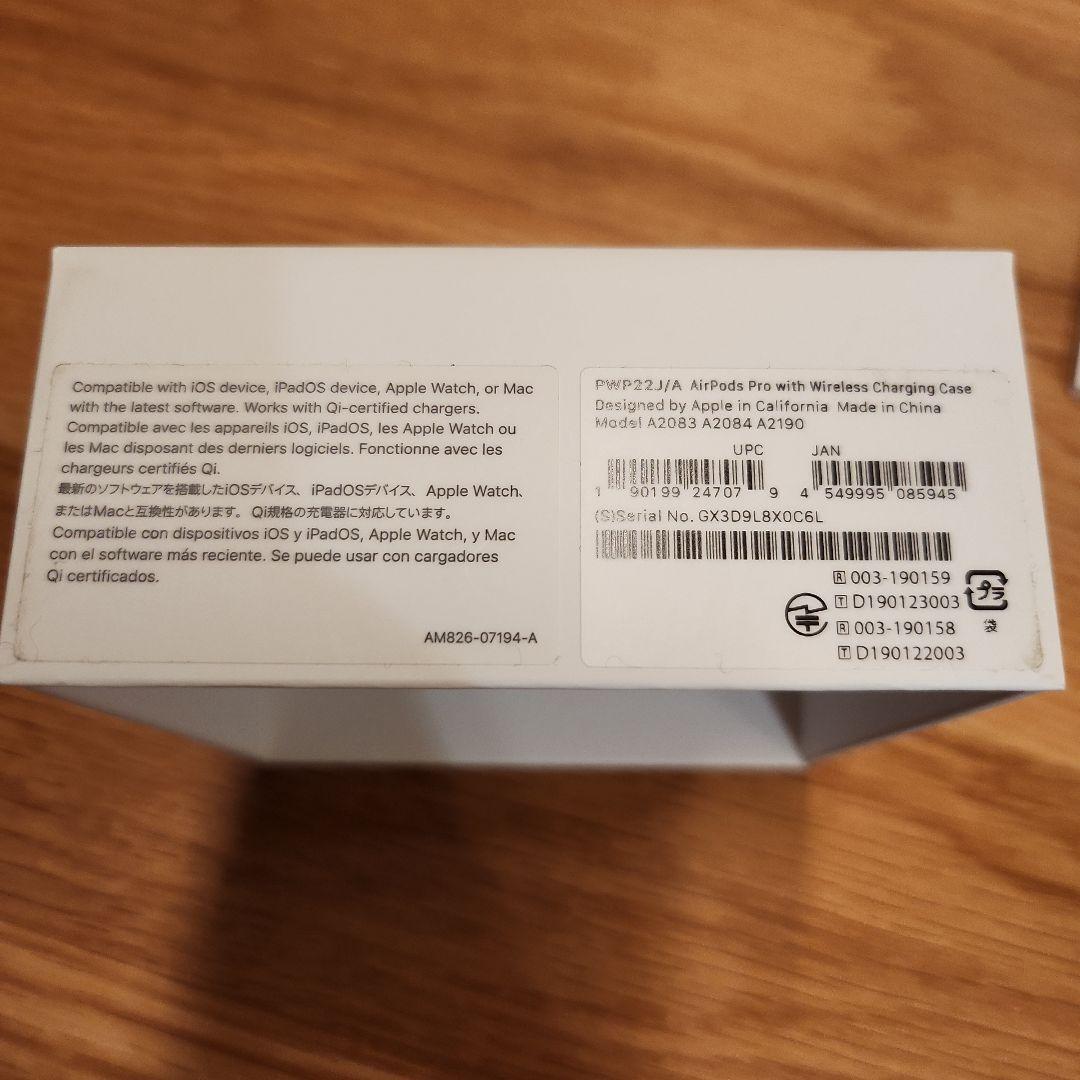 Compatible with iOS device, iPadOS device, Apple Watch, or Mac
with the latest software. Works with Qi-certified chargers.
Compatible avec les appareils iOS, iPadOS, les Apple Watch ou
les Mac disposant des derniers logiciels. Fonctionne avec les
chargeurs certifiés Qi.
最新のソフトウェアを搭載したiOSデバイス、iPadOSデバイス、Apple Watch、
またはMacと互換性があります。Qi規格の充電器に対応しています。
Compatible con dispositivos iOS y iPadOS, Apple Watch, y Mac
con el software más reciente. Se puede usar con cargadores
Qi certificados.
AM826-07194-A
PWP22J/A AirPods Pro with Wireless Charging Case
Designed by Apple in California Made in China
Model A2083 A2084 A2190
UPC JAN
1 90199 24707 9 4 549995 085945
(S)Serial No. GX3D9L8X0C6L
R 003-190159
T D190123003
R 003-190158
T D190122003
プラ
袋